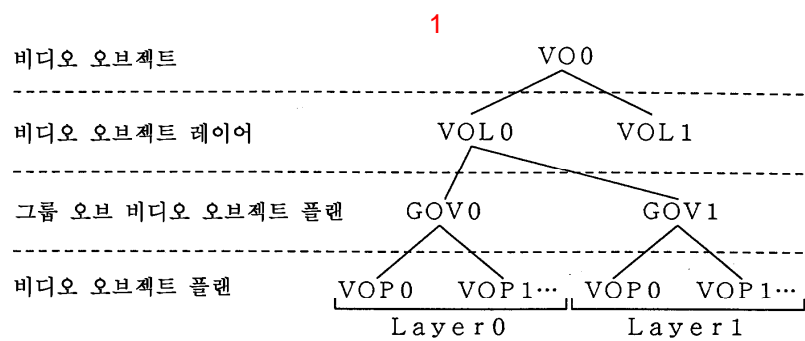 1
비디오 오브젝트 VO0
비디오 오브젝트 레이어 VOL0 VOL1
그룹 오브 비디오 오브젝트 플랜 GOV0 GOV1
비디오 오브젝트 플랜 VOP0 VOP1… VOP0 VOP1…
Layer0 Layer1